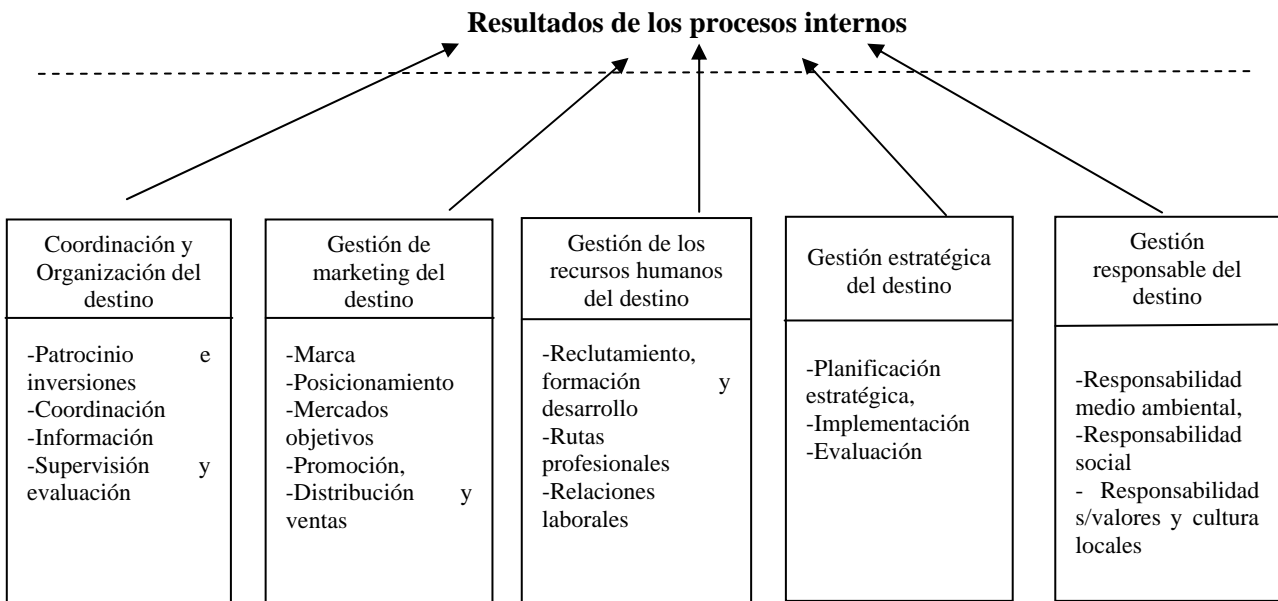 Resultados de los procesos internos
Coordinación y
Organización del
destino
-Patrocinio e
inversiones
-Coordinación
-Información
-Supervisión y
evaluación
Gestión de
marketing del
destino
-Marca
-Posicionamiento
-Mercados
objetivos
-Promoción,
-Distribución y
ventas
Gestión de los
recursos humanos
del destino
-Reclutamiento,
formación y
desarrollo
-Rutas
profesionales
-Relaciones
laborales
Gestión estratégica
del destino
-Planificación
estratégica,
-Implementación
-Evaluación
Gestión
responsable del
destino
-Responsabilidad
medio ambiental,
-Responsabilidad
social
- Responsabilidad
s/valores y cultura
locales